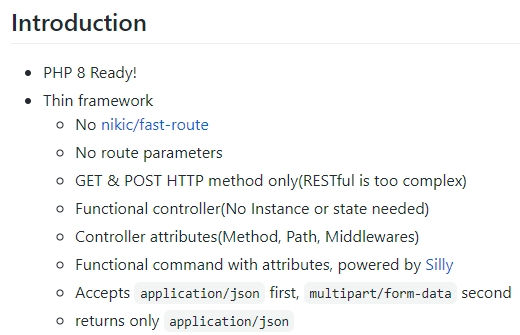 Introduction
PHP 8 Ready!
Thin framework
No nikic/fast-route
No route parameters
GET & POST HTTP method only(RESTful is too complex)
Functional controller(No Instance or state needed)
Controller attributes(Method, Path, Middlewares)
Functional command with attributes, powered by Silly
Accepts application/json first, multipart/form-data second
returns only application/json